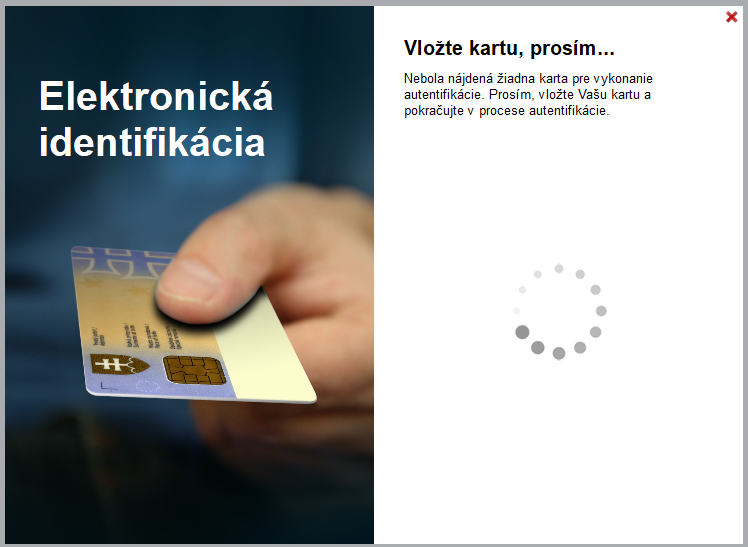 Elektronická
identifikácia
Vložte kartu, prosím...
Nebola nájdená žiadna karta pre vykonanie
autentifikácie. Prosím, vložte Vašu kartu a
pokračujte v procese autentifikácie.